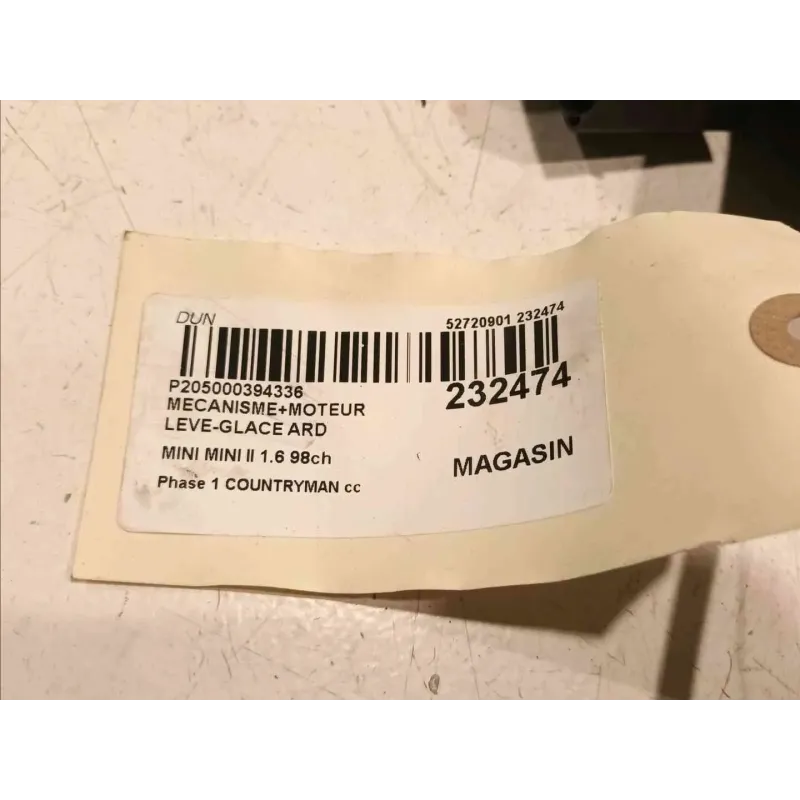 DUN
52720901 232474
P205000394336
232474
MECANISME+MOTEUR
LEVE-GLACE ARD
MAGASIN
MINI MINI II 1.6 98ch
Phase 1 COUNTRYMAN cc